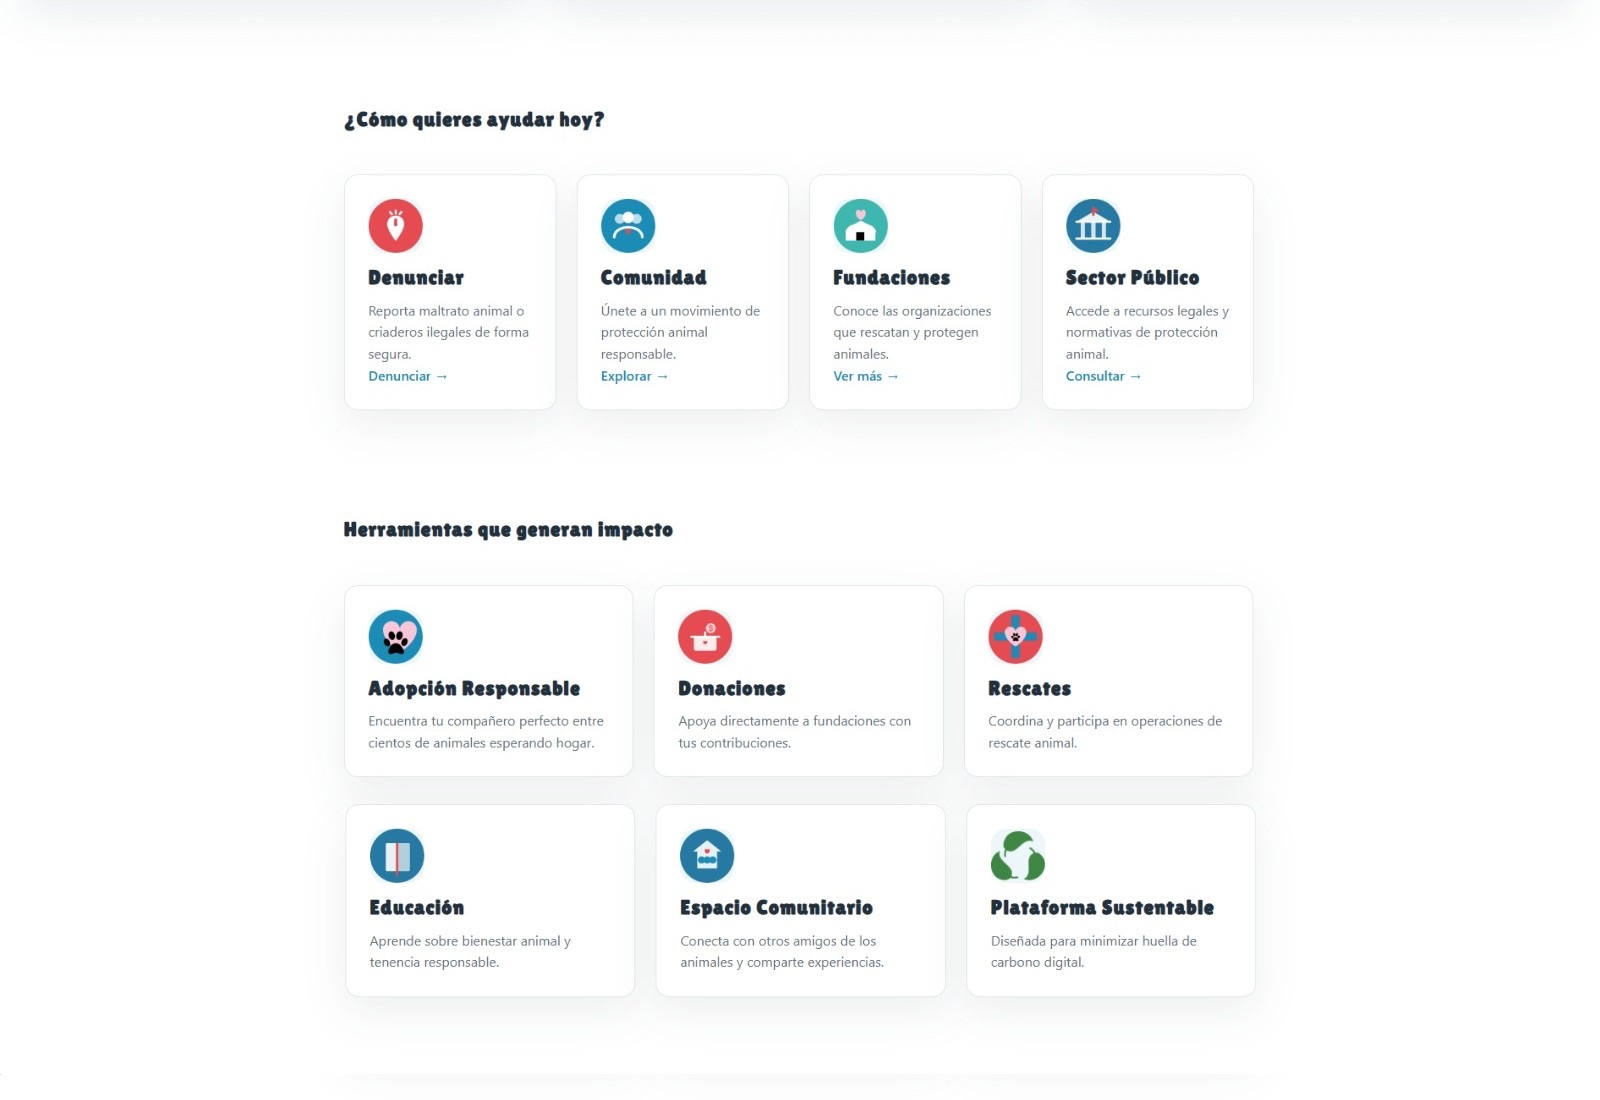 ¿Cómo quieres ayudar hoy?
Denunciar
Reporta maltrato animal o
criaderos ilegales de forma
segura.
Denunciar →
Comunidad
Únete a un movimiento de
protección animal
responsable.
Explorar →
Fundaciones
Conoce las organizaciones
que rescatan y protegen
animales.
Ver más →
Sector Público
Accede a recursos legales y
normativas de protección
animal.
Consultar →
Herramientas que generan impacto
Adopción Responsable
Encuentra tu compañero perfecto entre
cientos de animales esperando hogar.
Donaciones
Apoya directamente a fundaciones con
tus contribuciones.
Rescates
Coordina y participa en operaciones de
rescate animal.
Educación
Aprende sobre bienestar animal y
tenencia responsable.
Espacio Comunitario
Conecta con otros amigos de los
animales y comparte experiencias.
Plataforma Sustentable
Diseñada para minimizar huella de
carbono digital.